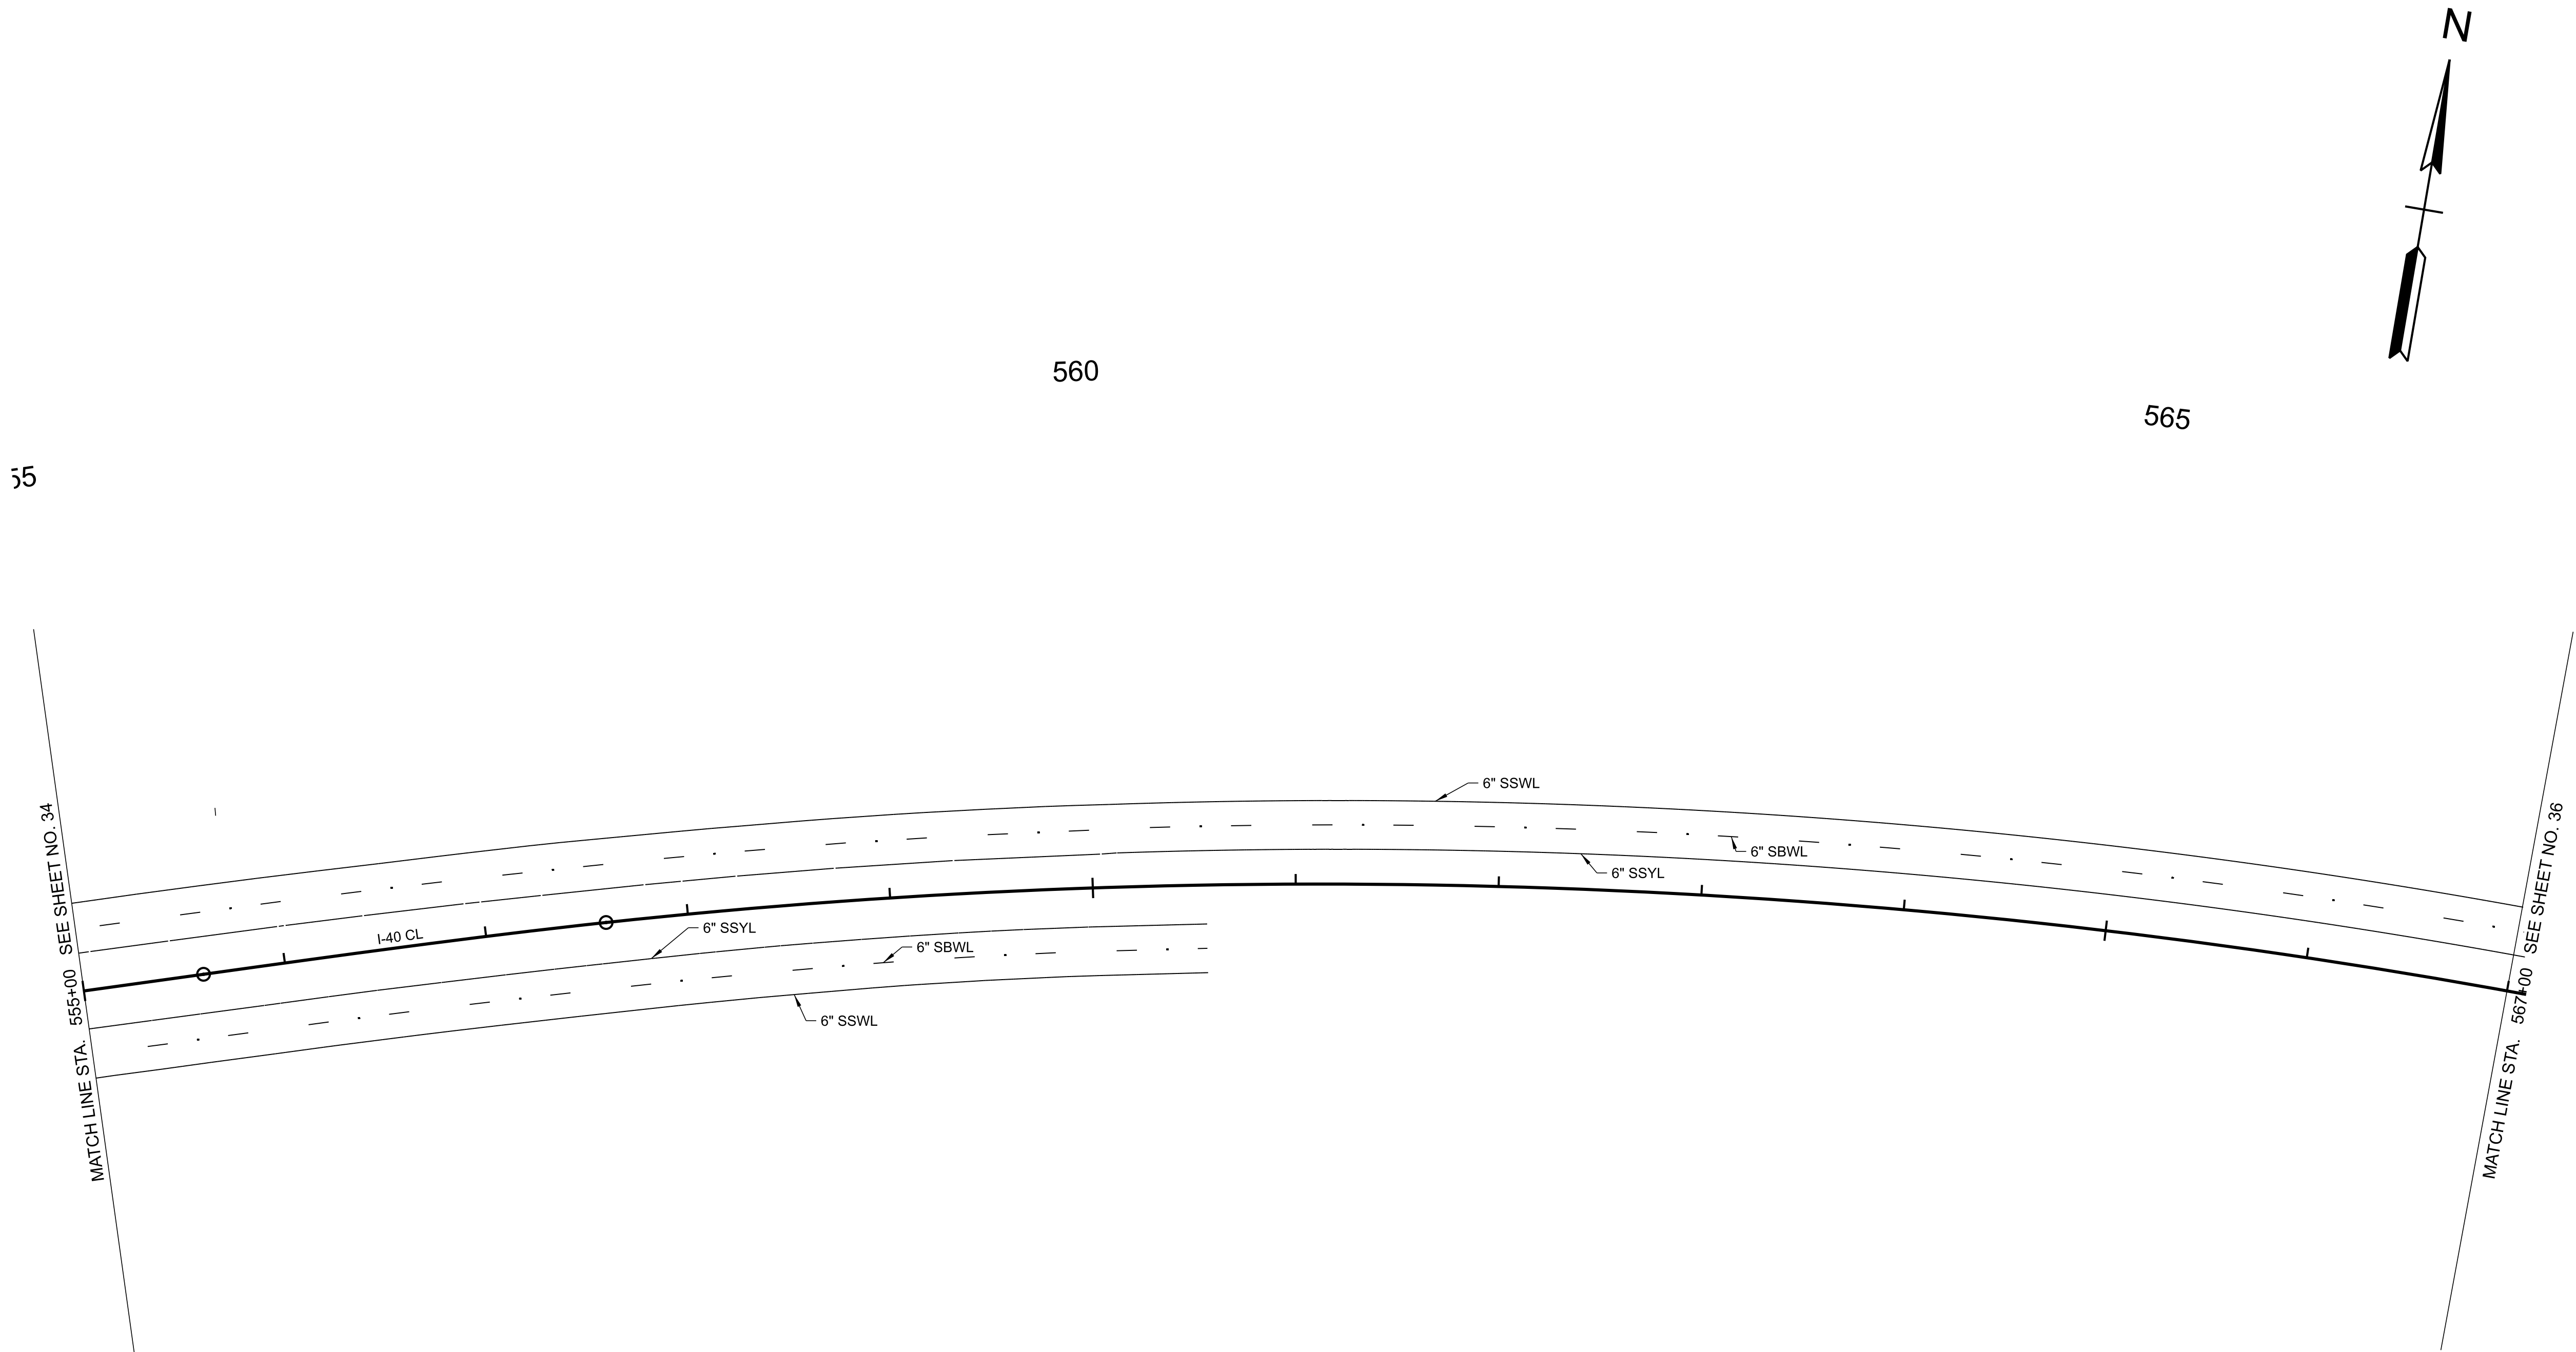 N
560
565
55
MATCH LINE STA. 555+00 SEE SHEET NO. 34
6" SSWL
6" SBWL
6" SSYL
I-40 CL
6" SSYL
6" SBWL
6" SSWL
MATCH LINE STA. 567+00 SEE SHEET NO. 36